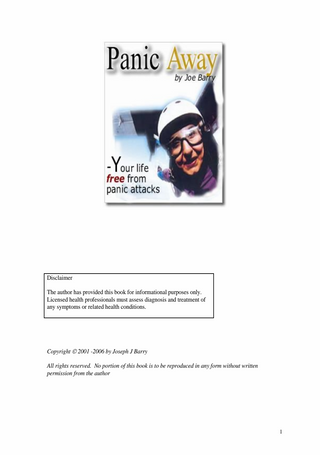 Panic Away
by Joe Barry
-Your life
free from
panic attacks
Disclaimer
The author has provided this book for informational purposes only.
Licensed health professionals must assess diagnosis and treatment of
any symptoms or related health conditions.
Copyright © 2001 -2006 by Joseph J Barry
All rights reserved.  No portion of this book is to be reproduced in any form without written
permission from the author
1